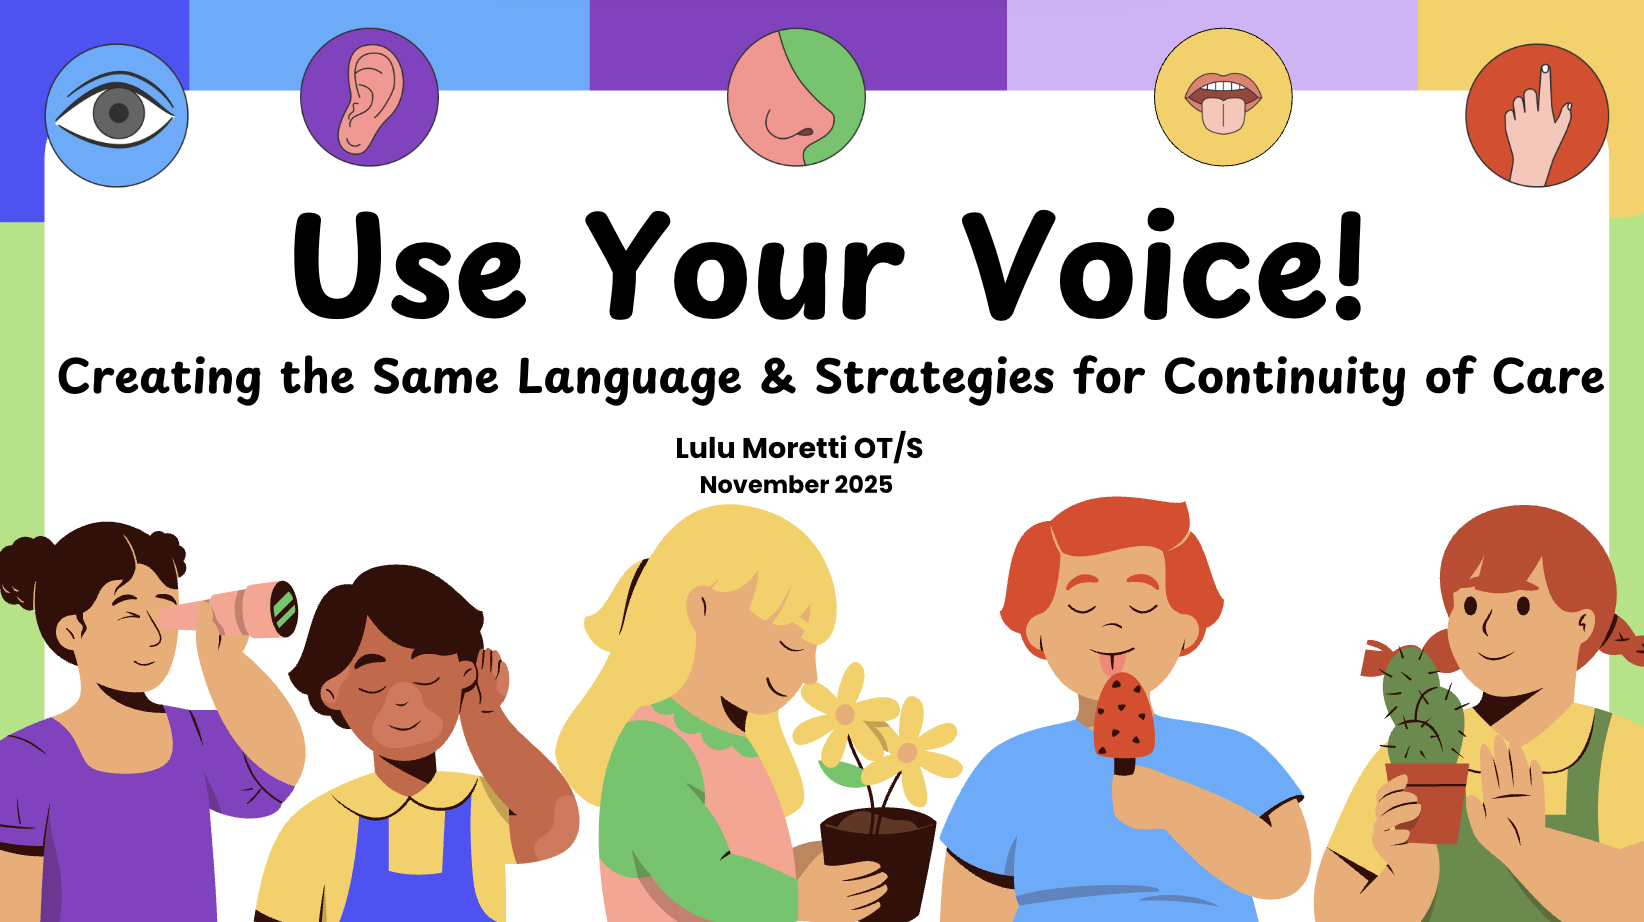 Use Your Voice!
Creating the Same Language & Strategies for Continuity of Care
Lulu Moretti OT/S
November 2025